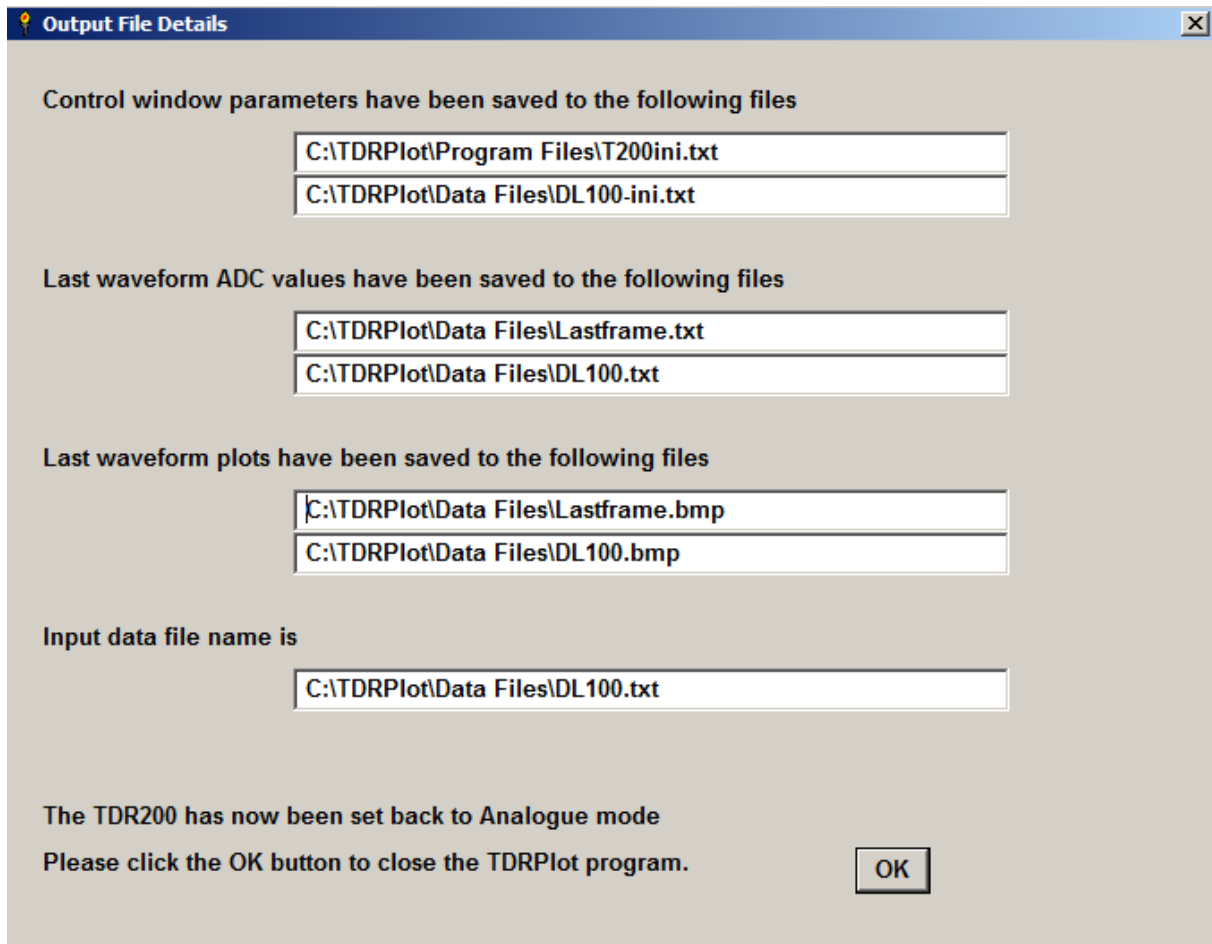 Output File Details
Control window parameters have been saved to the following files
C:\TDRPlot\Program Files\T200ini.txt
C:\TDRPlot\Data Files\DL100-ini.txt
Last waveform ADC values have been saved to the following files
C:\TDRPlot\Data Files\Lastframe.txt
C:\TDRPlot\Data Files\DL100.txt
Last waveform plots have been saved to the following files
C:\TDRPlot\Data Files\Lastframe.bmp
C:\TDRPlot\Data Files\DL100.bmp
Input data file name is
C:\TDRPlot\Data Files\DL100.txt
The TDR200 has now been set back to Analogue mode
Please click the OK button to close the TDRPlot program.
OK